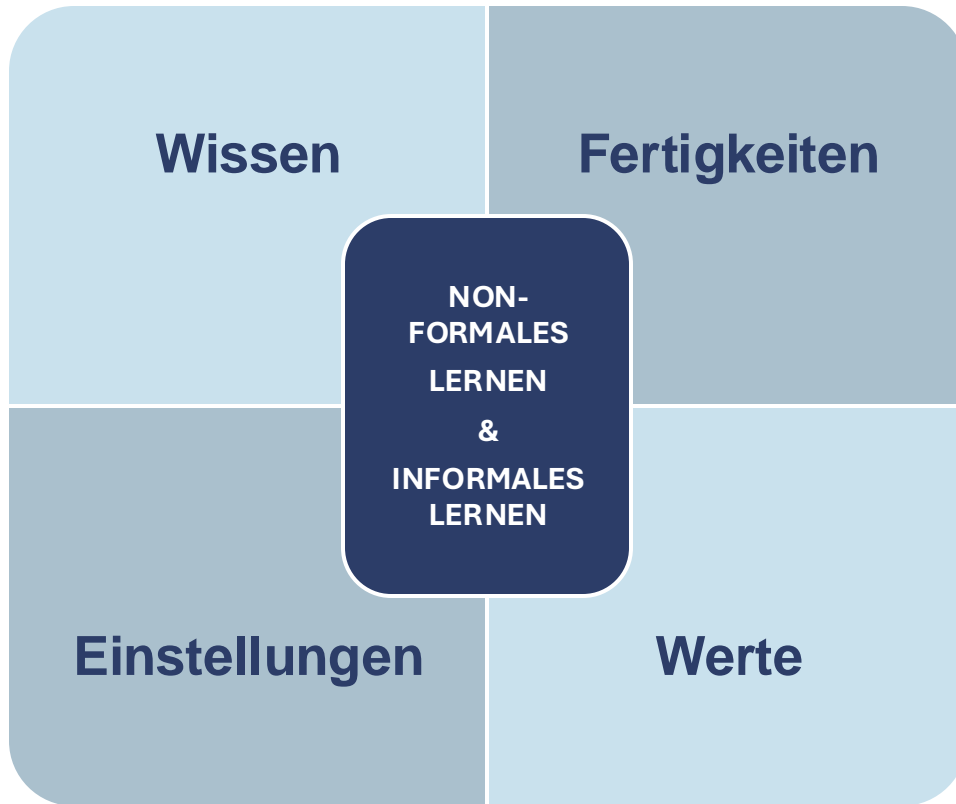 Wissen
Fertigkeiten
NON-
FORMALES
LERNEN
&
INFORMALES
LERNEN
Einstellungen
Werte